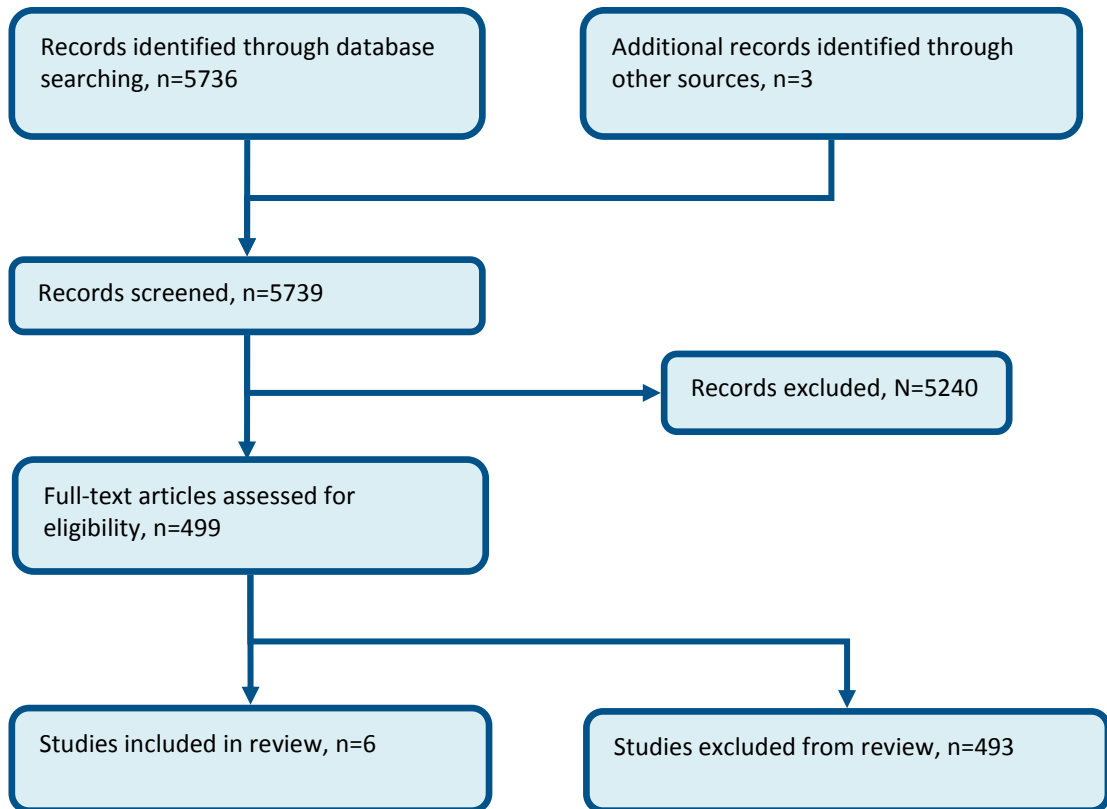 Records identified through database
searching, n=5736
Additional records identified through
other sources, n=3
Records screened, n=5739
Records excluded, N=5240
Full-text articles assessed for
eligibility, n=499
Studies included in review, n=6
Studies excluded from review, n=493